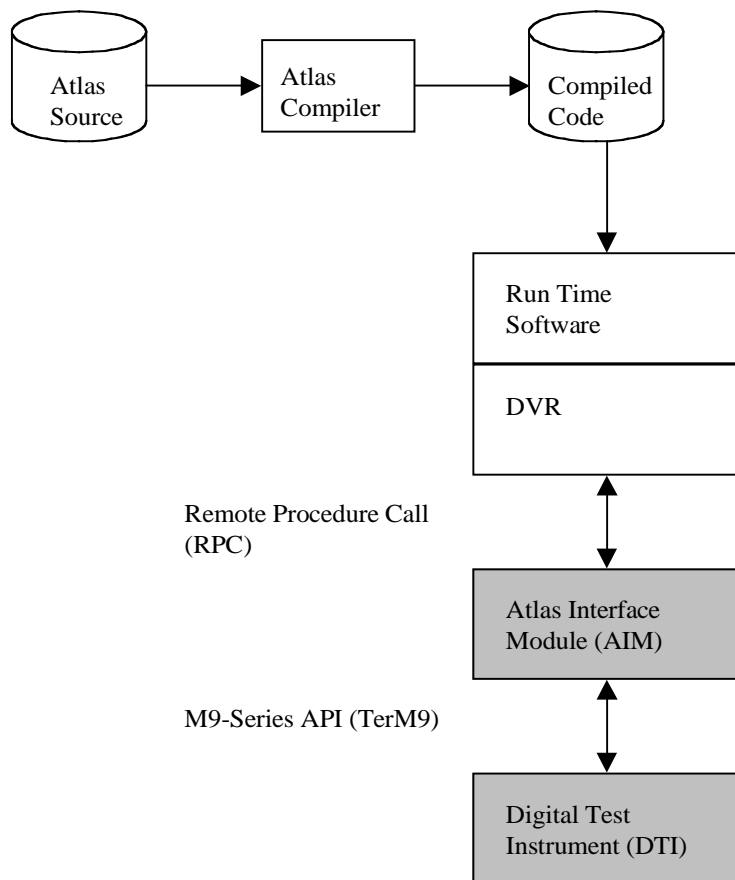 Atlas
Source
Atlas
Compiler
Compiled
Code
Run Time
Software
DVR
Remote Procedure Call
(RPC)
Atlas Interface
Module (AIM)
M9-Series API (TerM9)
Digital Test
Instrument (DTI)